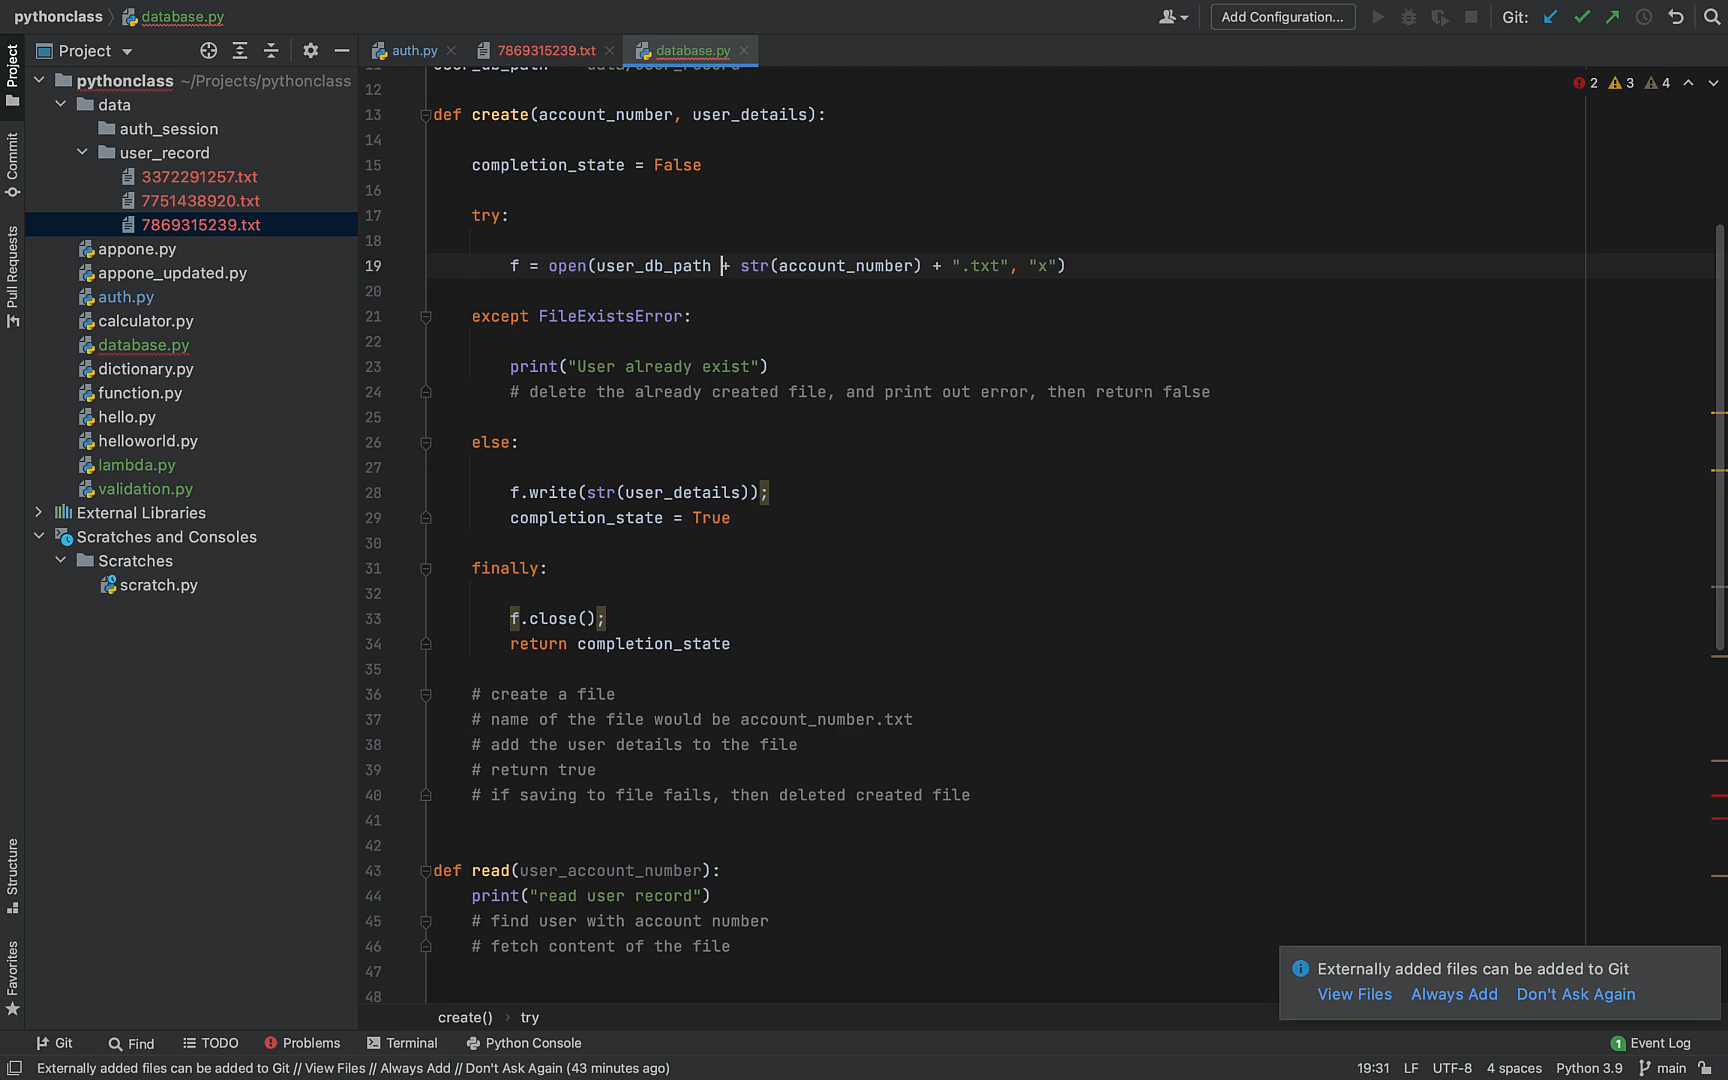 pythonclass database.py
Add Configuration... Git:
Project
auth.py 7869315239.txt database.py
pythonclass ~/Projects/pythonclass
data
auth_session
user_record
3372291257.txt
7751438920.txt
7869315239.txt
appone.py
appone_updated.py
auth.py
calculator.py
database.py
dictionary.py
function.py
hello.py
helloworld.py
lambda.py
validation.py
External Libraries
Scratches and Consoles
Scratches
scratch.py
Project
Commit
Pull Requests
Structure
Favorites
2 3 4
12
13 def create(account_number, user_details):
14
15 completion_state = False
16
17 try:
18
19 f = open(user_db_path + str(account_number) + ".txt", "x")
20
21 except FileExistsError:
22
23 print("User already exist")
24 # delete the already created file, and print out error, then return false
25
26 else:
27
28 f.write(str(user_details));
29 completion_state = True
30
31 finally:
32
33 f.close();
34 return completion_state
35
36 # create a file
37 # name of the file would be account_number.txt
38 # add the user details to the file
39 # return true
40 # if saving to file fails, then deleted created file
41
42
43 def read(user_account_number):
44 print("read user record")
45 # find user with account number
46 # fetch content of the file
47
48
Externally added files can be added to Git
View Files Always Add Don't Ask Again
create() › try
Git Find TODO Problems Terminal Python Console 1 Event Log
Externally added files can be added to Git // View Files // Always Add // Don't Ask Again (43 minutes ago) 19:31 LF UTF-8 4 spaces Python 3.9 main